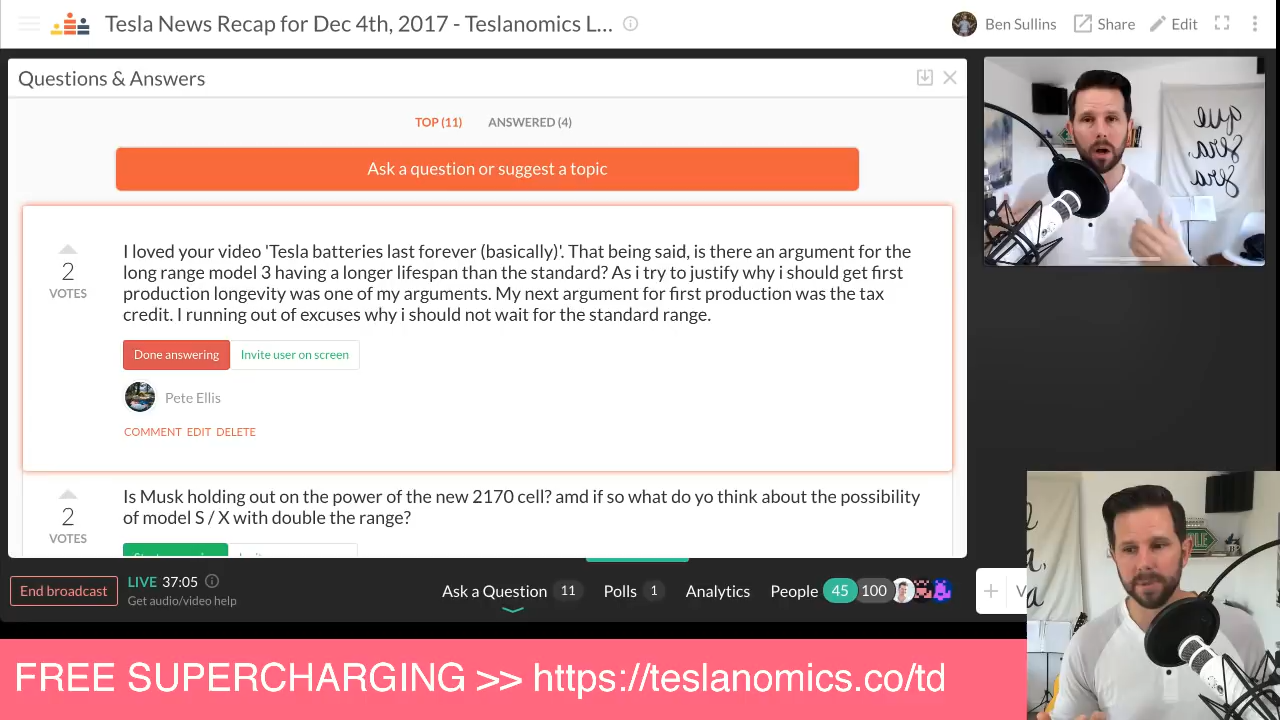 Tesla News Recap for Dec 4th, 2017 - Teslanomics L...
Ben Sullins
Share
Edit
Questions & Answers
TOP (11)
ANSWERED (4)
Ask a question or suggest a topic
2
VOTES
I loved your video 'Tesla batteries last forever (basically)'. That being said, is there an argument for the
long range model 3 having a longer lifespan than the standard? As i try to justify why i should get first
production longevity was one of my arguments. My next argument for first production was the tax
credit. I running out of excuses why i should not wait for the standard range.
Done answering
Invite user on screen
Pete Ellis
COMMENT EDIT DELETE
2
VOTES
Is Musk holding out on the power of the new 2170 cell? amd if so what do yo think about the possibility
of model S / X with double the range?
que
sera,
sera
End broadcast
LIVE 37:05
Get audio/video help
Ask a Question 11
Polls 1
Analytics
People 45 100
FREE SUPERCHARGING >> https://teslanomics.co/td